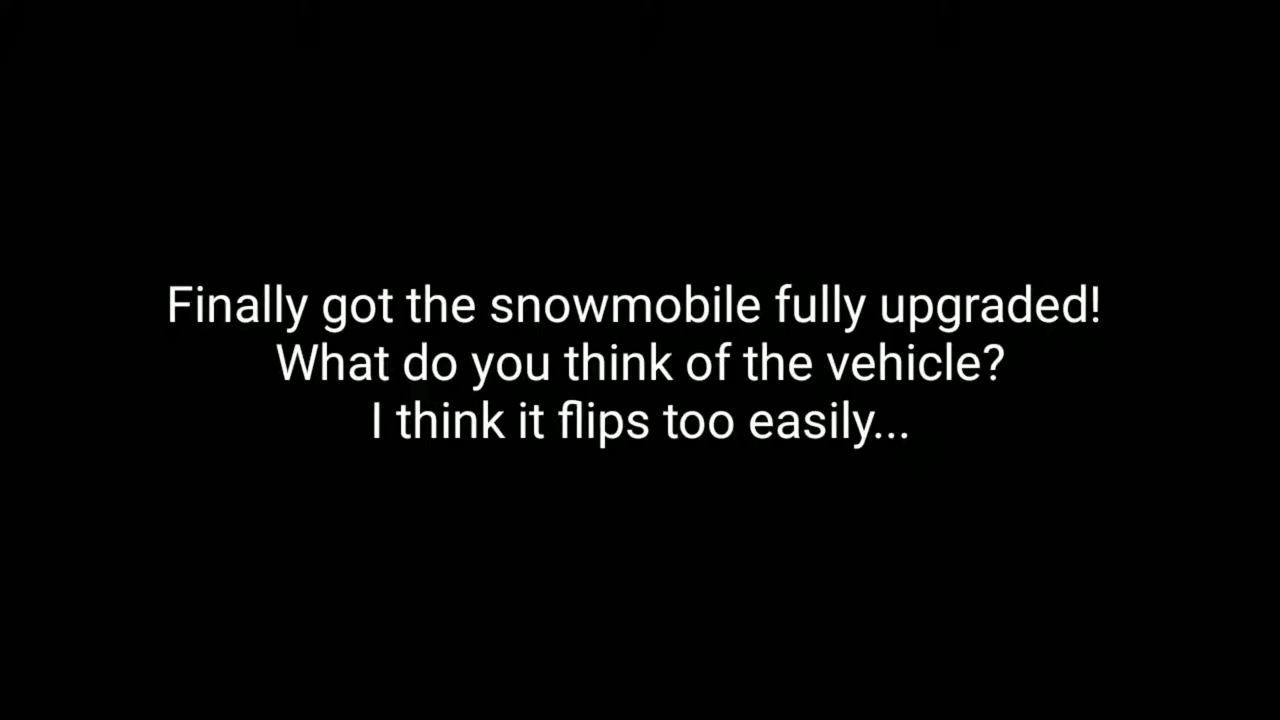 Finally got the snowmobile fully upgraded!
What do you think of the vehicle?
I think it flips too easily...